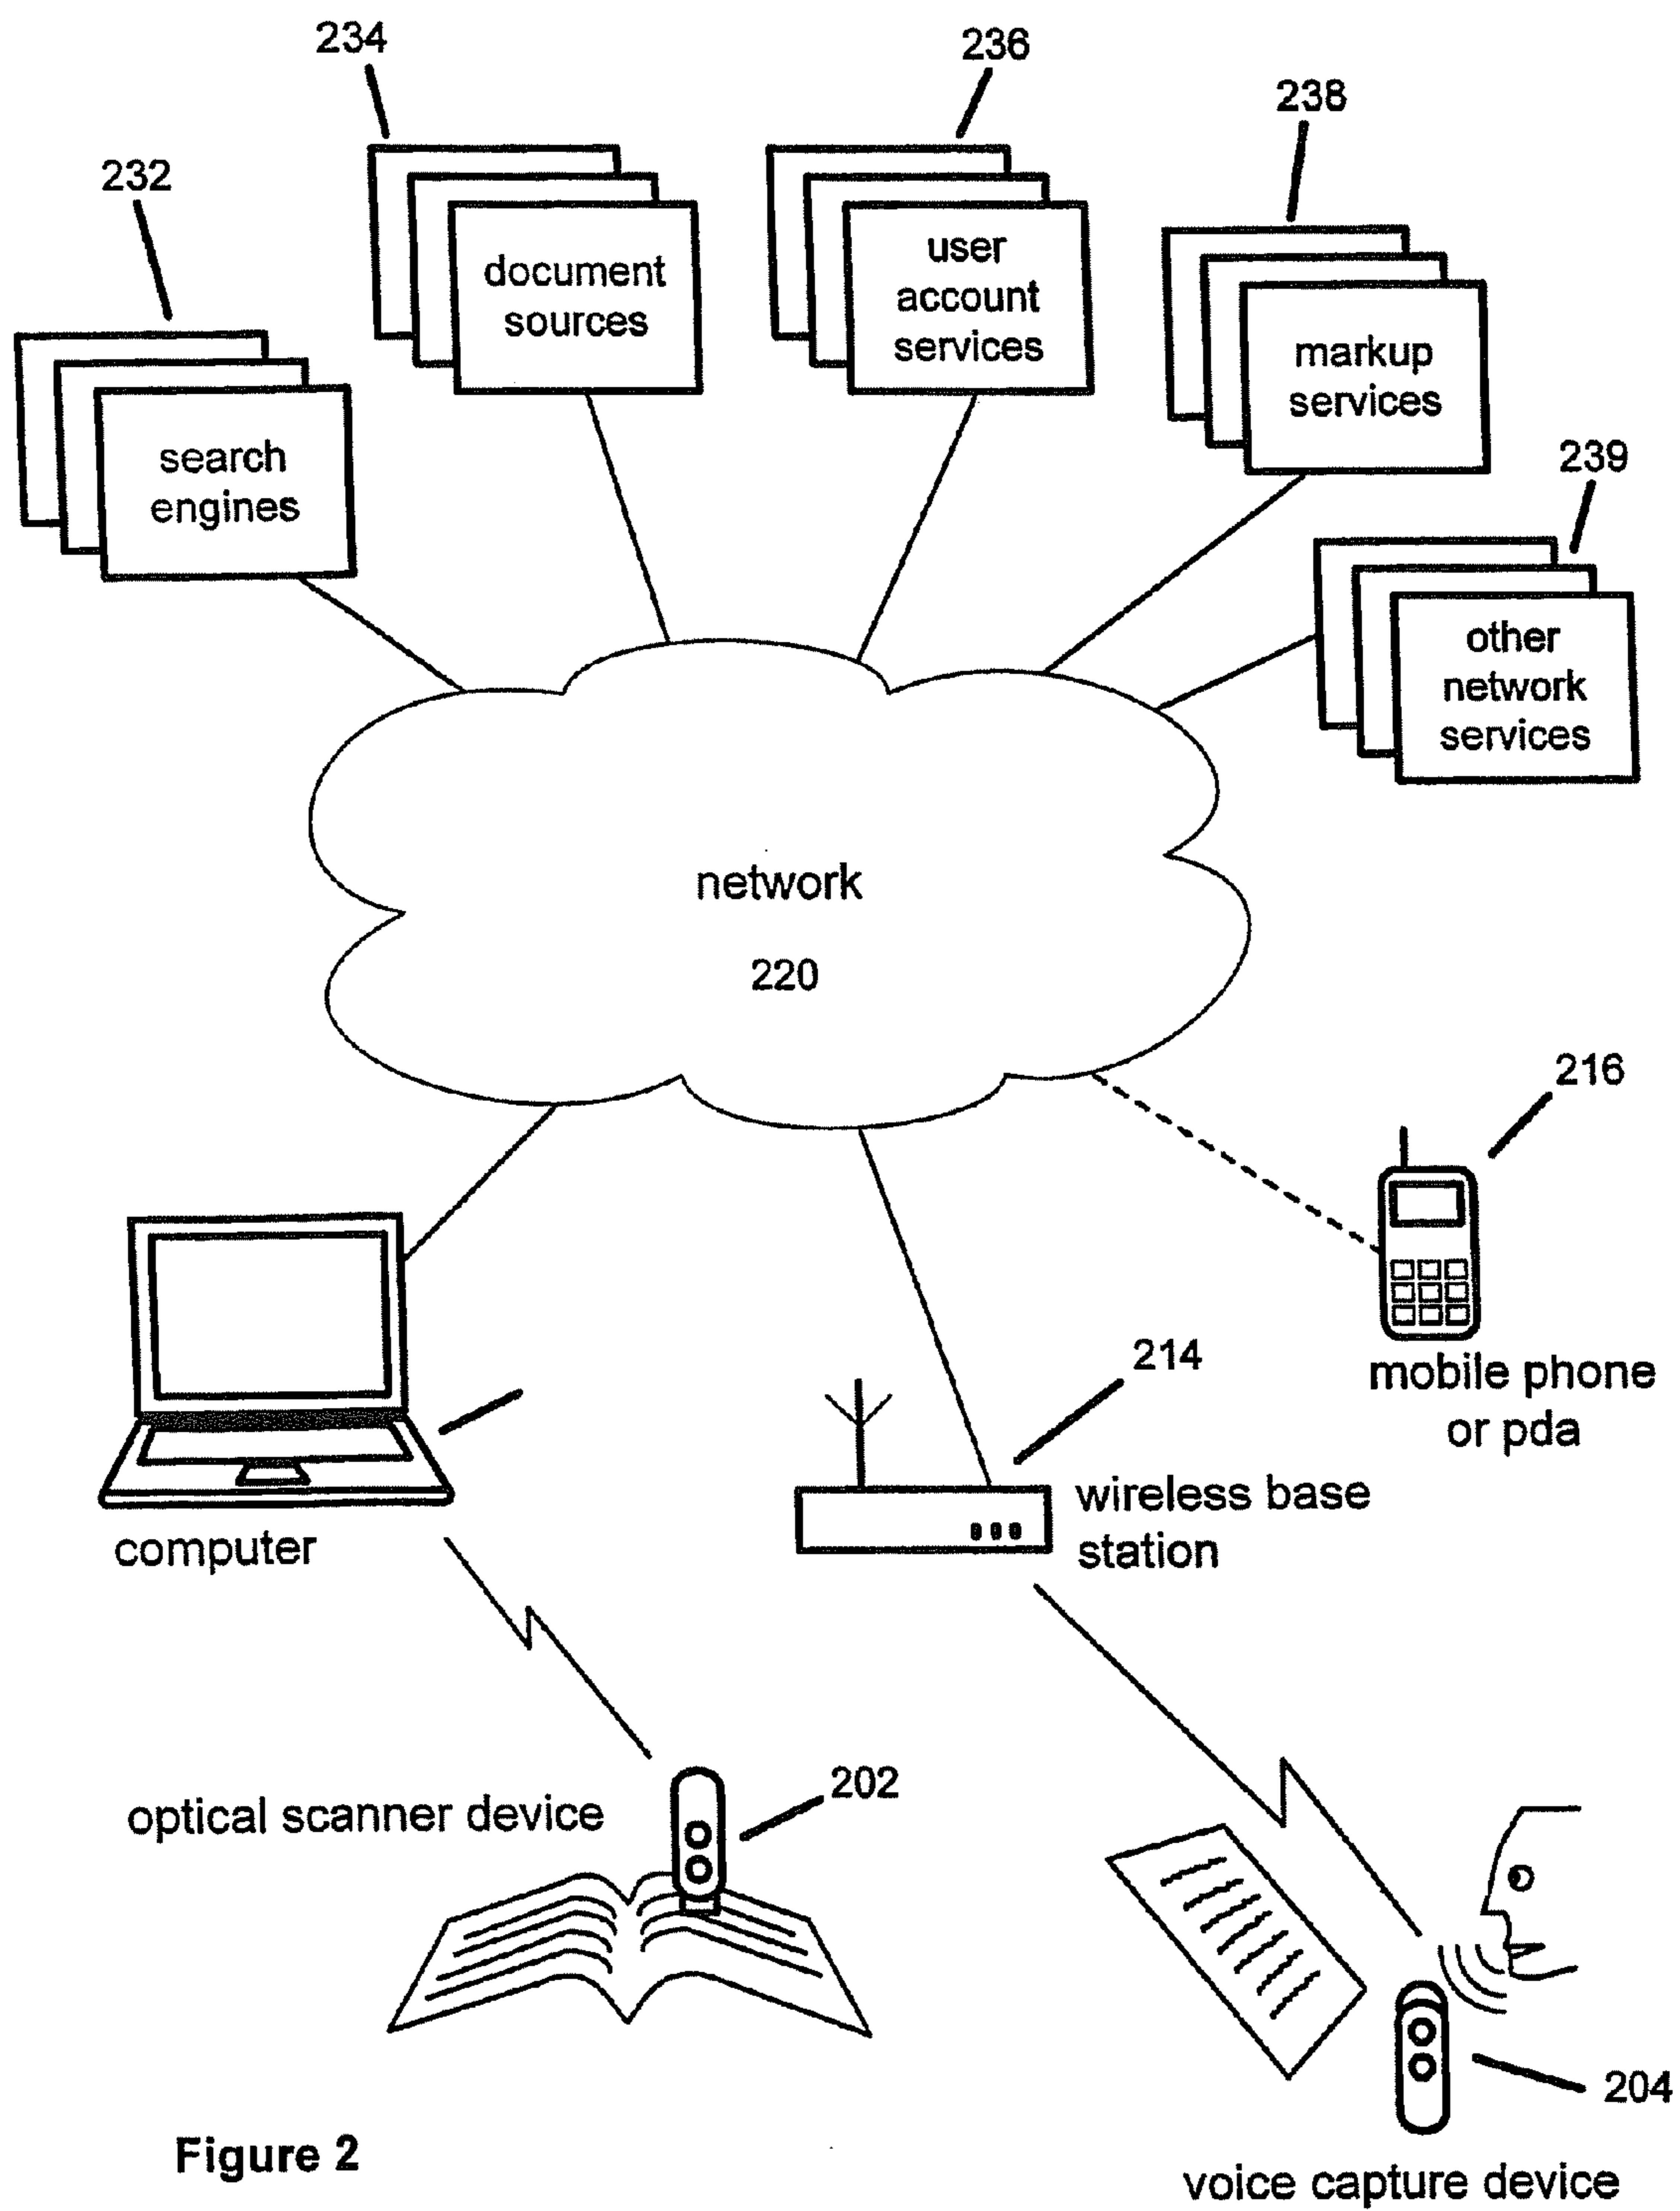 234
236
238
232
document
sources
user
account
services
markup
services
239
search
engines
other
network
services
network
220
216
mobile phone
or pda
214
wireless base
station
computer
202
optical scanner device
204
Figure 2
voice capture device